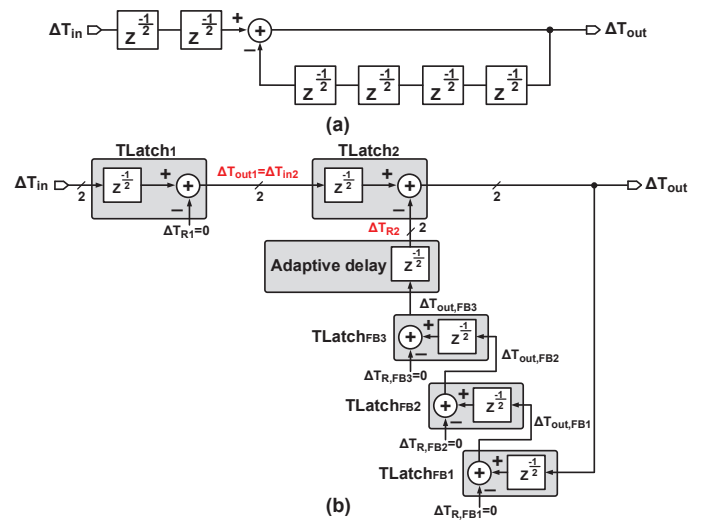 ΔTin
z^(-1/2)
z^(-1/2)
+
−
+
ΔTout
z^(-1/2)
z^(-1/2)
z^(-1/2)
z^(-1/2)
(a)
TLatch1
TLatch2
ΔTin
2
z^(-1/2)
+
+
−
ΔTR1=0
ΔTout1=ΔTin2
2
z^(-1/2)
+
+
−
2
ΔTout
ΔTR2
2
Adaptive delay
z^(-1/2)
ΔTout,FB3
TLatchFB3
+
+
−
z^(-1/2)
ΔTR,FB3=0
ΔTout,FB2
TLatchFB2
+
+
−
z^(-1/2)
ΔTR,FB2=0
ΔTout,FB1
TLatchFB1
+
+
−
z^(-1/2)
ΔTR,FB1=0
(b)